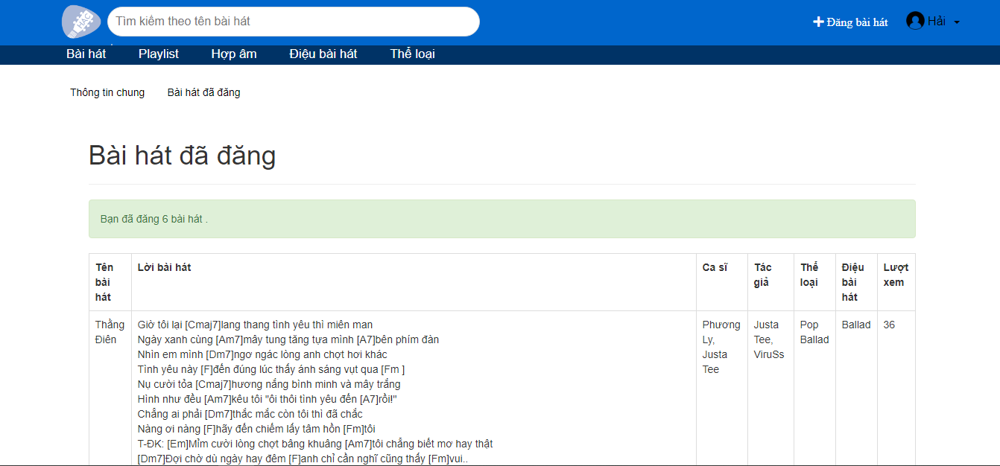 HAC
Tìm kiếm theo tên bài hát
Đăng bài hát
Hải
Bài hát
Playlist
Hợp âm
Điệu bài hát
Thể loại
Thông tin chung
Bài hát đã đăng
Bài hát đã đăng
Bạn đã đăng 6 bài hát .
Tên
bài
hát
Lời bài hát
Ca sĩ
Tác
giả
Thể
loại
Điệu
bài
hát
Lượt
xem
Thằng
Điên
Giờ tôi lại [Cmaj7]lang thang tình yêu thì miên man
Ngày xanh cùng [Am7]mây tung tăng tựa mình [A7]bên phím đàn
Nhìn em mình [Dm7]ngơ ngác lòng anh chợt hơi khác
Tình yêu này [F]đến đúng lúc thấy ánh sáng vụt qua [Fm ]
Nụ cười tỏa [Cmaj7]hương nắng bình minh và mây trắng
Hình như đều [Am7]kêu tôi "ôi thôi tình yêu đến [A7]rồi!"
Chẳng ai phải [Dm7]thắc mắc còn tôi thì đã chắc
Nàng ơi nàng [F]hãy đến chiếm lấy tâm hồn [Fm]tôi
T-ĐK: [Em]Mỉm cười lòng chợt bâng khuâng [Am7]tôi chẳng biết mơ hay thật
[Dm7]Đợi chờ dù ngày hay đêm [F]anh chỉ cần nghĩ cũng thấy [Fm]vui..
Phương
Ly,
Justa
Tee
Justa
Tee,
ViruSs
Pop
Ballad
Ballad
36